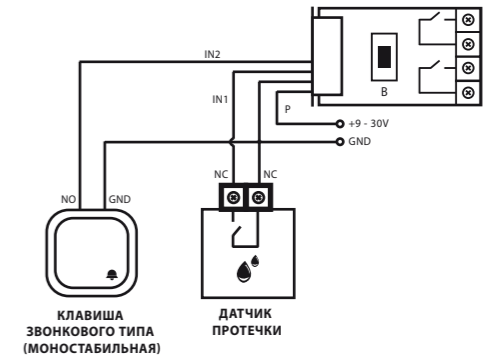 IN2
IN1
B
P
+9 - 30V
GND
NC NC
NO GND
КЛАВИША
ЗВОНКОВОГО ТИПА
(МОНОСТАБИЛЬНАЯ)
ДАТЧИК
ПРОТЕЧКИ